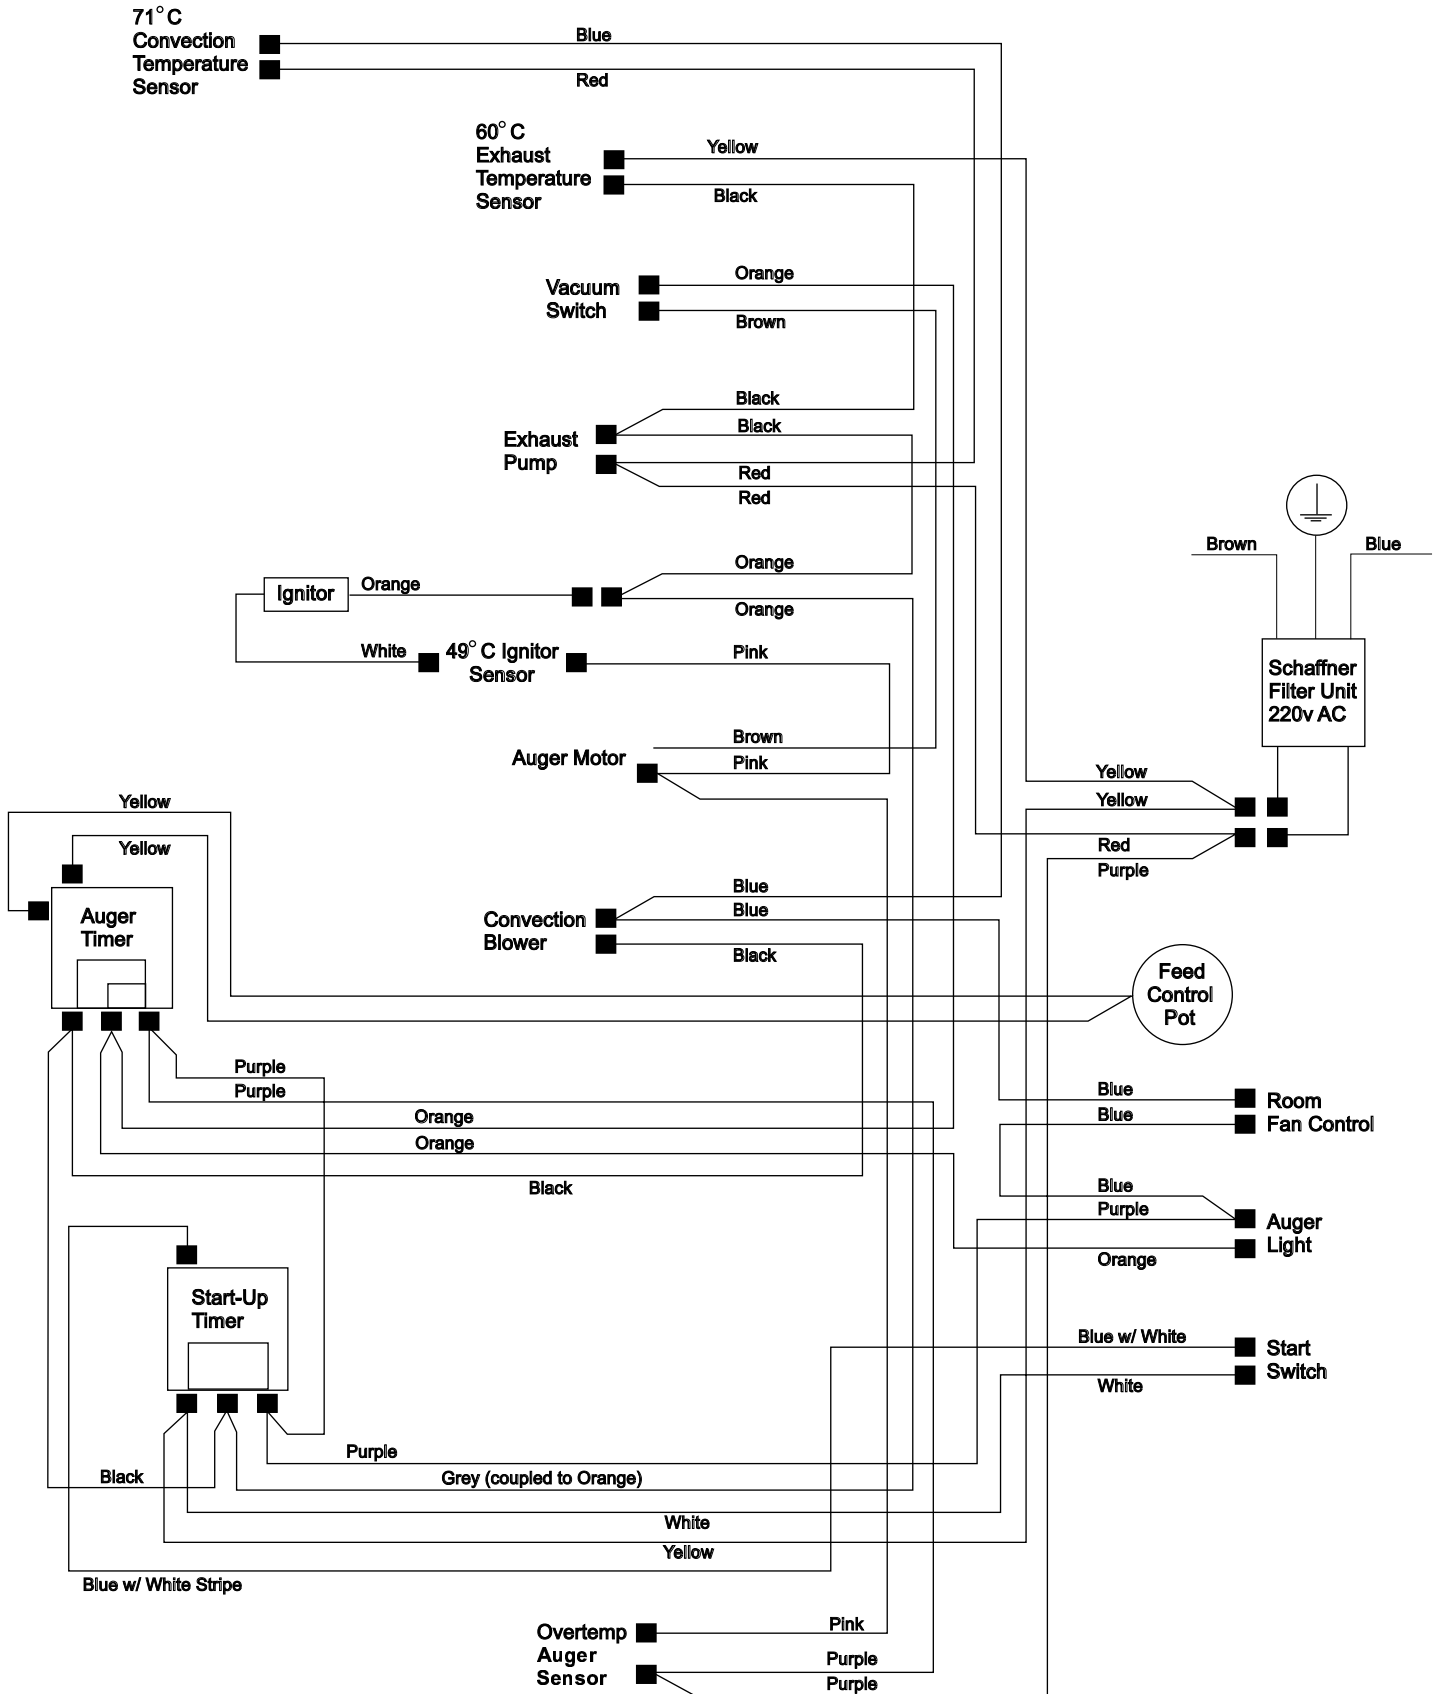 71° C
Convection
Temperature
Sensor
Blue
Red
60° C
Exhaust
Temperature
Sensor
Yellow
Black
Vacuum
Switch
Orange
Brown
Exhaust
Pump
Black
Black
Red
Red
Brown
Blue
Ignitor
Orange
Orange
Orange
White
49° C Ignitor
Sensor
Pink
Schaffner
Filter Unit
220v AC
Auger Motor
Brown
Pink
Yellow
Yellow
Red
Purple
Yellow
Yellow
Auger
Timer
Convection
Blower
Blue
Blue
Black
Feed
Control
Pot
Purple
Purple
Orange
Orange
Black
Blue
Blue
Room
Fan Control
Blue
Purple
Orange
Auger
Light
Start-Up
Timer
Blue w/ White
White
Start
Switch
Purple
Black
Grey (coupled to Orange)
White
Yellow
Blue w/ White Stripe
Overtemp
Auger
Sensor
Pink
Purple
Purple